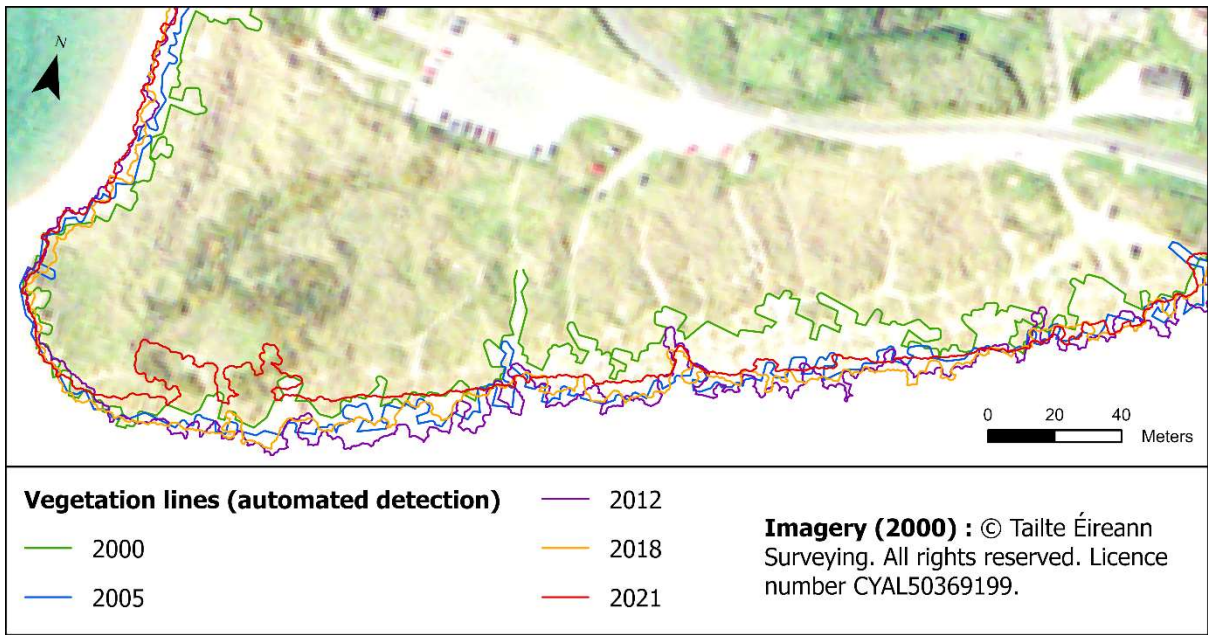 N
0 20 40
Meters
Vegetation lines (automated detection)
2000
2005
2012
2018
2021
Imagery (2000) : © Tailte Éireann
Surveying. All rights reserved. Licence
number CYAL50369199.